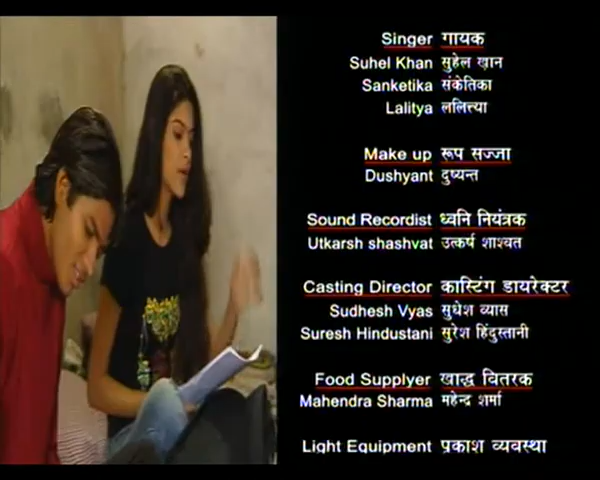 Singer गायक
Suhel Khan सुहेल ख़ान
Sanketika संकेतिका
Lalitya ललित्त्या
Make up रूप सज्जा
Dushyant दुष्यन्त
Sound Recordist ध्वनि नियंत्रक
Utkarsh shashvat उत्कर्ष शाश्वत
Casting Director कास्टिंग डायरेक्टर
Sudhesh Vyas सुधेश व्यास
Suresh Hindustani सुरेश हिंदुस्तानी
Food Supplyer खाद्ध वितरक
Mahendra Sharma महेन्द्र शर्मा
Light Equipment प्रकाश व्यवस्था